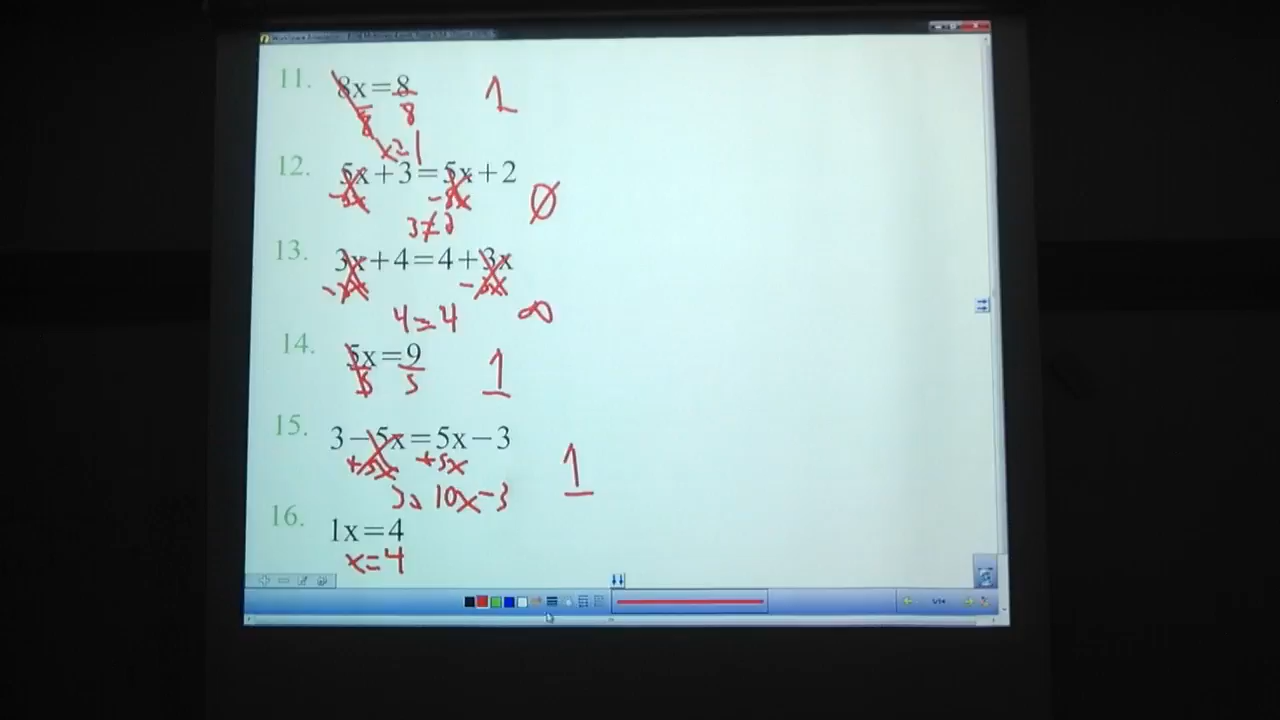 11. 8x=8 1
8 8
x=1
12. 5x+3=5x+2
-5x -5x ∅
3≠2
13. 3x+4=4+3x
-3x -3x
4=4 ∞
14. 5x=9 1
5 5
15. 3-5x=5x-3
+5x +5x 1
3=10x-3
16. 1x=4
x=4